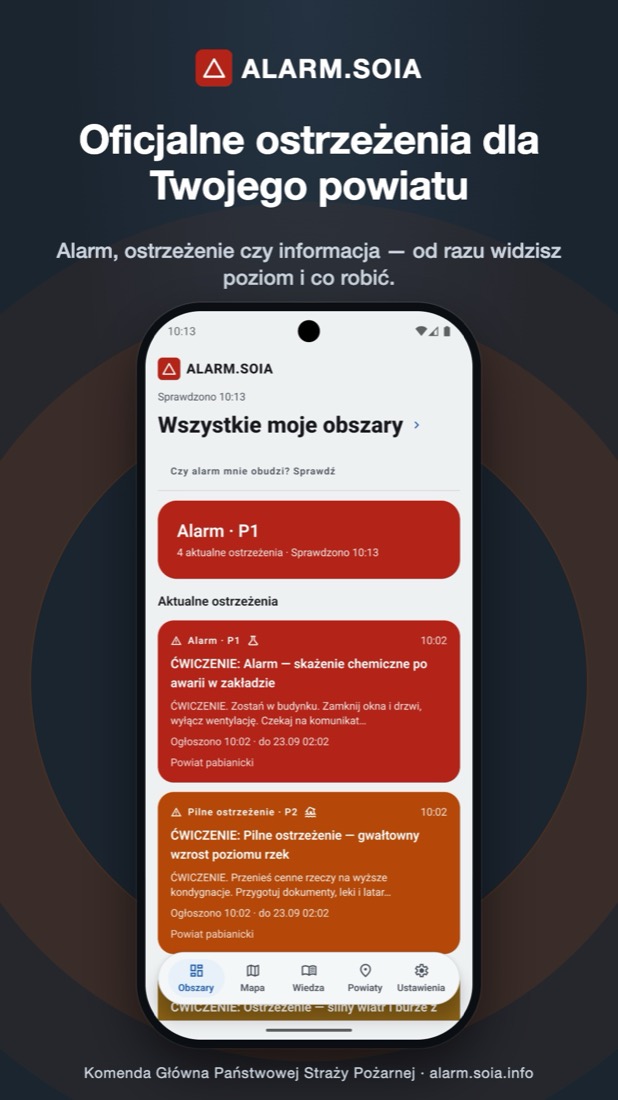 ALARM.SOIA
Oficjalne ostrzeżenia dla
Twojego powiatu
Alarm, ostrzeżenie czy informacja — od razu widzisz
poziom i co robić.
10:13
ALARM.SOIA
Sprawdzono 10:13
Wszystkie moje obszary
Czy alarm mnie obudzi? Sprawdź
Alarm · P1
4 aktualne ostrzeżenia · Sprawdzono 10:13
Aktualne ostrzeżenia
Alarm · P1 10:02
ĆWICZENIE: Alarm — skażenie chemiczne po
awarii w zakładzie
ĆWICZENIE. Zostań w budynku. Zamknij okna i drzwi,
wyłącz wentylację. Czekaj na komunikat…
Ogłoszono 10:02 · do 23.09 02:02
Powiat pabianicki
Pilne ostrzeżenie · P2 10:02
ĆWICZENIE: Pilne ostrzeżenie — gwałtowny
wzrost poziomu rzek
ĆWICZENIE. Przenieś cenne rzeczy na wyższe
kondygnacje. Przygotuj dokumenty, leki i latar…
Ogłoszono 10:02 · do 23.09 02:02
Powiat pabianicki
Obszary Mapa Wiedza Powiaty Ustawienia
ĆWICZENIE: Ostrzeżenie — silny wiatr i burze z
Komenda Główna Państwowej Straży Pożarnej · alarm.soia.info